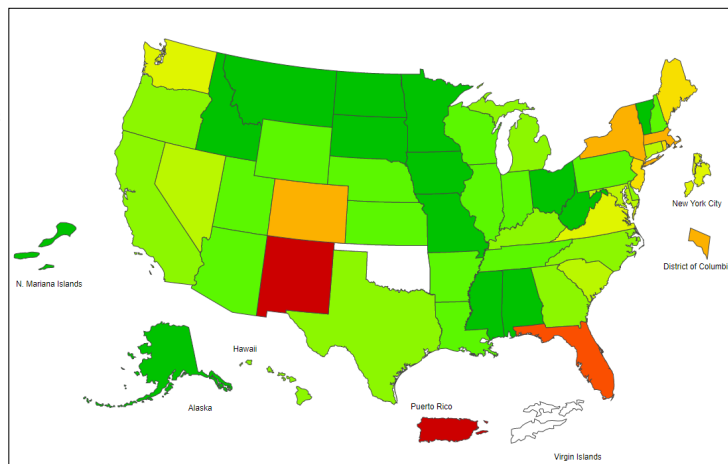 New York City
District of Columbi
N. Mariana Islands
Hawaii
Alaska
Puerto Rico
Virgin Islands